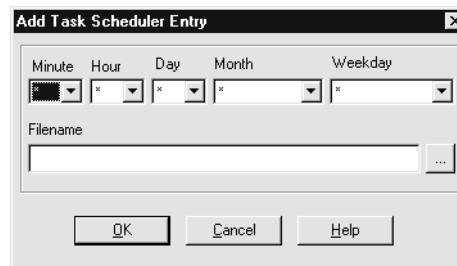 Add Task Scheduler Entry
Minute Hour Day Month Weekday
* * * * *
Filename
...
OK Cancel Help